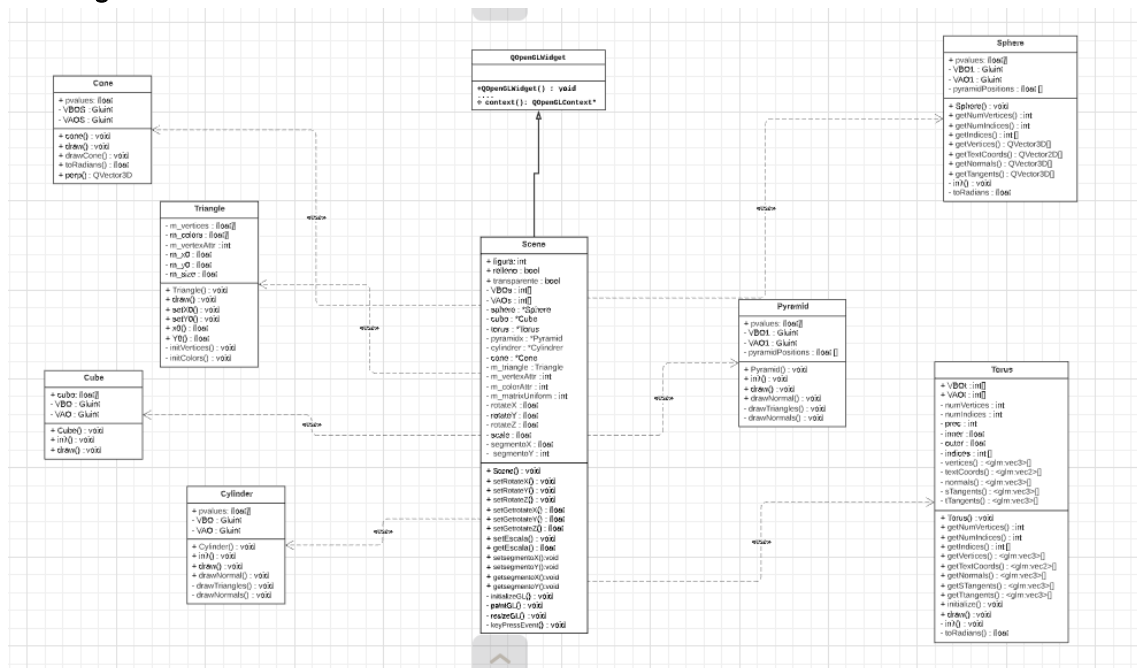 QOpenGLWidget
+QOpenGLWidget() : void
....
+ context(): QOpenGLContext*
Cone
+ pvalues: float
- VBOS : Gluint
- VAOS : Gluint
+ cone() : void
+ draw() : void
+ drawCone() : void
+ toRadians() : float
+ perp() : QVector3D
Triangle
- m_vertices : float[]
- m_colors : float[]
- m_vertexAttr : int
- m_x0 : float
- m_y0 : float
- m_size : float
+ Triangle() : void
+ draw() : void
+ setX0() : void
+ setY0() : void
+ x0() : float
+ Y0() : float
- initVertices() : void
- initColors() : void
Cube
+ cubo: float[]
- VBO : Gluint
- VAO : Gluint
+ Cube() : void
+ init() : void
+ draw() : void
Cylinder
+ pvalues: float[]
- VBO : Gluint
- VAO : Gluint
+ Cylinder() : void
+ init() : void
+ draw() : void
+ drawNormal() : void
- drawTriangles() : void
- drawNormals() : void
Scene
+ figura: int
+ relleno : bool
+ transparente : bool
- VBOs : int[]
- VAOs : int[]
- sphere : *Sphere
- cubo : *Cube
- torus : *Torus
- pyramidx : *Pyramid
- cylindrer : *Cylindrer
- cone : *Cone
- m_triangle : Triangle
- m_vertexAttr : int
- m_colorAttr : int
- m_matrixUniform : int
- rotateX : float
- rotateY : float
- rotateZ : float
- scale : float
- segmentoX : float
- segmentoY : int
+ Scene() : void
+ setRotateX() : void
+ setRotateY() : void
+ setRotateZ() : void
+ setGetrotateX() : float
+ setGetrotateY() : float
+ setGetrotateZ() : float
+ setEscala() : void
+ getEscala() : float
+ setsegmentoX():void
+ setsegmentoY():void
+ getsegmentoX():void
+ getsegmentoY():void
- initializeGL() : void
- paintGL() : void
- resizeGL() : void
- keyPressEvent() : void
Sphere
+ pvalues: float[]
- VBO1 : Gluint
- VAO1 : Gluint
- pyramidPositions : float []
+ Sphere() : void
+ getNumVertices() : int
+ getNumIndices() : int
+ getIndices() : int []
+ getVertices() : QVector3D[]
+ getTextCoords() : QVector2D[]
+ getNormals() : QVector3D[]
+ getTangents() : QVector3D[]
- init() : void
- toRadians : float
Pyramid
+ pvalues: float[]
- VBO1 : Gluint
- VAO1 : Gluint
- pyramidPositions : float []
+ Pyramid() : void
+ init() : void
+ draw() : void
+ drawNormal() : void
- drawTriangles() : void
- drawNormals() : void
Torus
+ VBOt : int[]
+ VAOt : int[]
- numVertices : int
- numIndices : int
- prec : int
- inner : float
- outer : float
- indices : int []
- vertices() : <glm:vec3>[]
- textCoords() : <glm:vec2>[]
- normals() : <glm:vec3>[]
- sTangents() : <glm:vec3>[]
- tTangents() : <glm:vec3>[]
+ Torus() : void
+ getNumVertices() : int
+ getNumIndices() : int
+ getIndices() : int []
+ getVertices() : <glm:vec3>[]
+ getTextCoords() : <glm:vec2>[]
+ getNormals() : <glm:vec3>[]
+ getSTangents() : <glm:vec3>[]
+ getTtangents() : <glm:vec3>[]
+ initialize() : void
+ draw() : void
- init() : void
- toRadians() : float